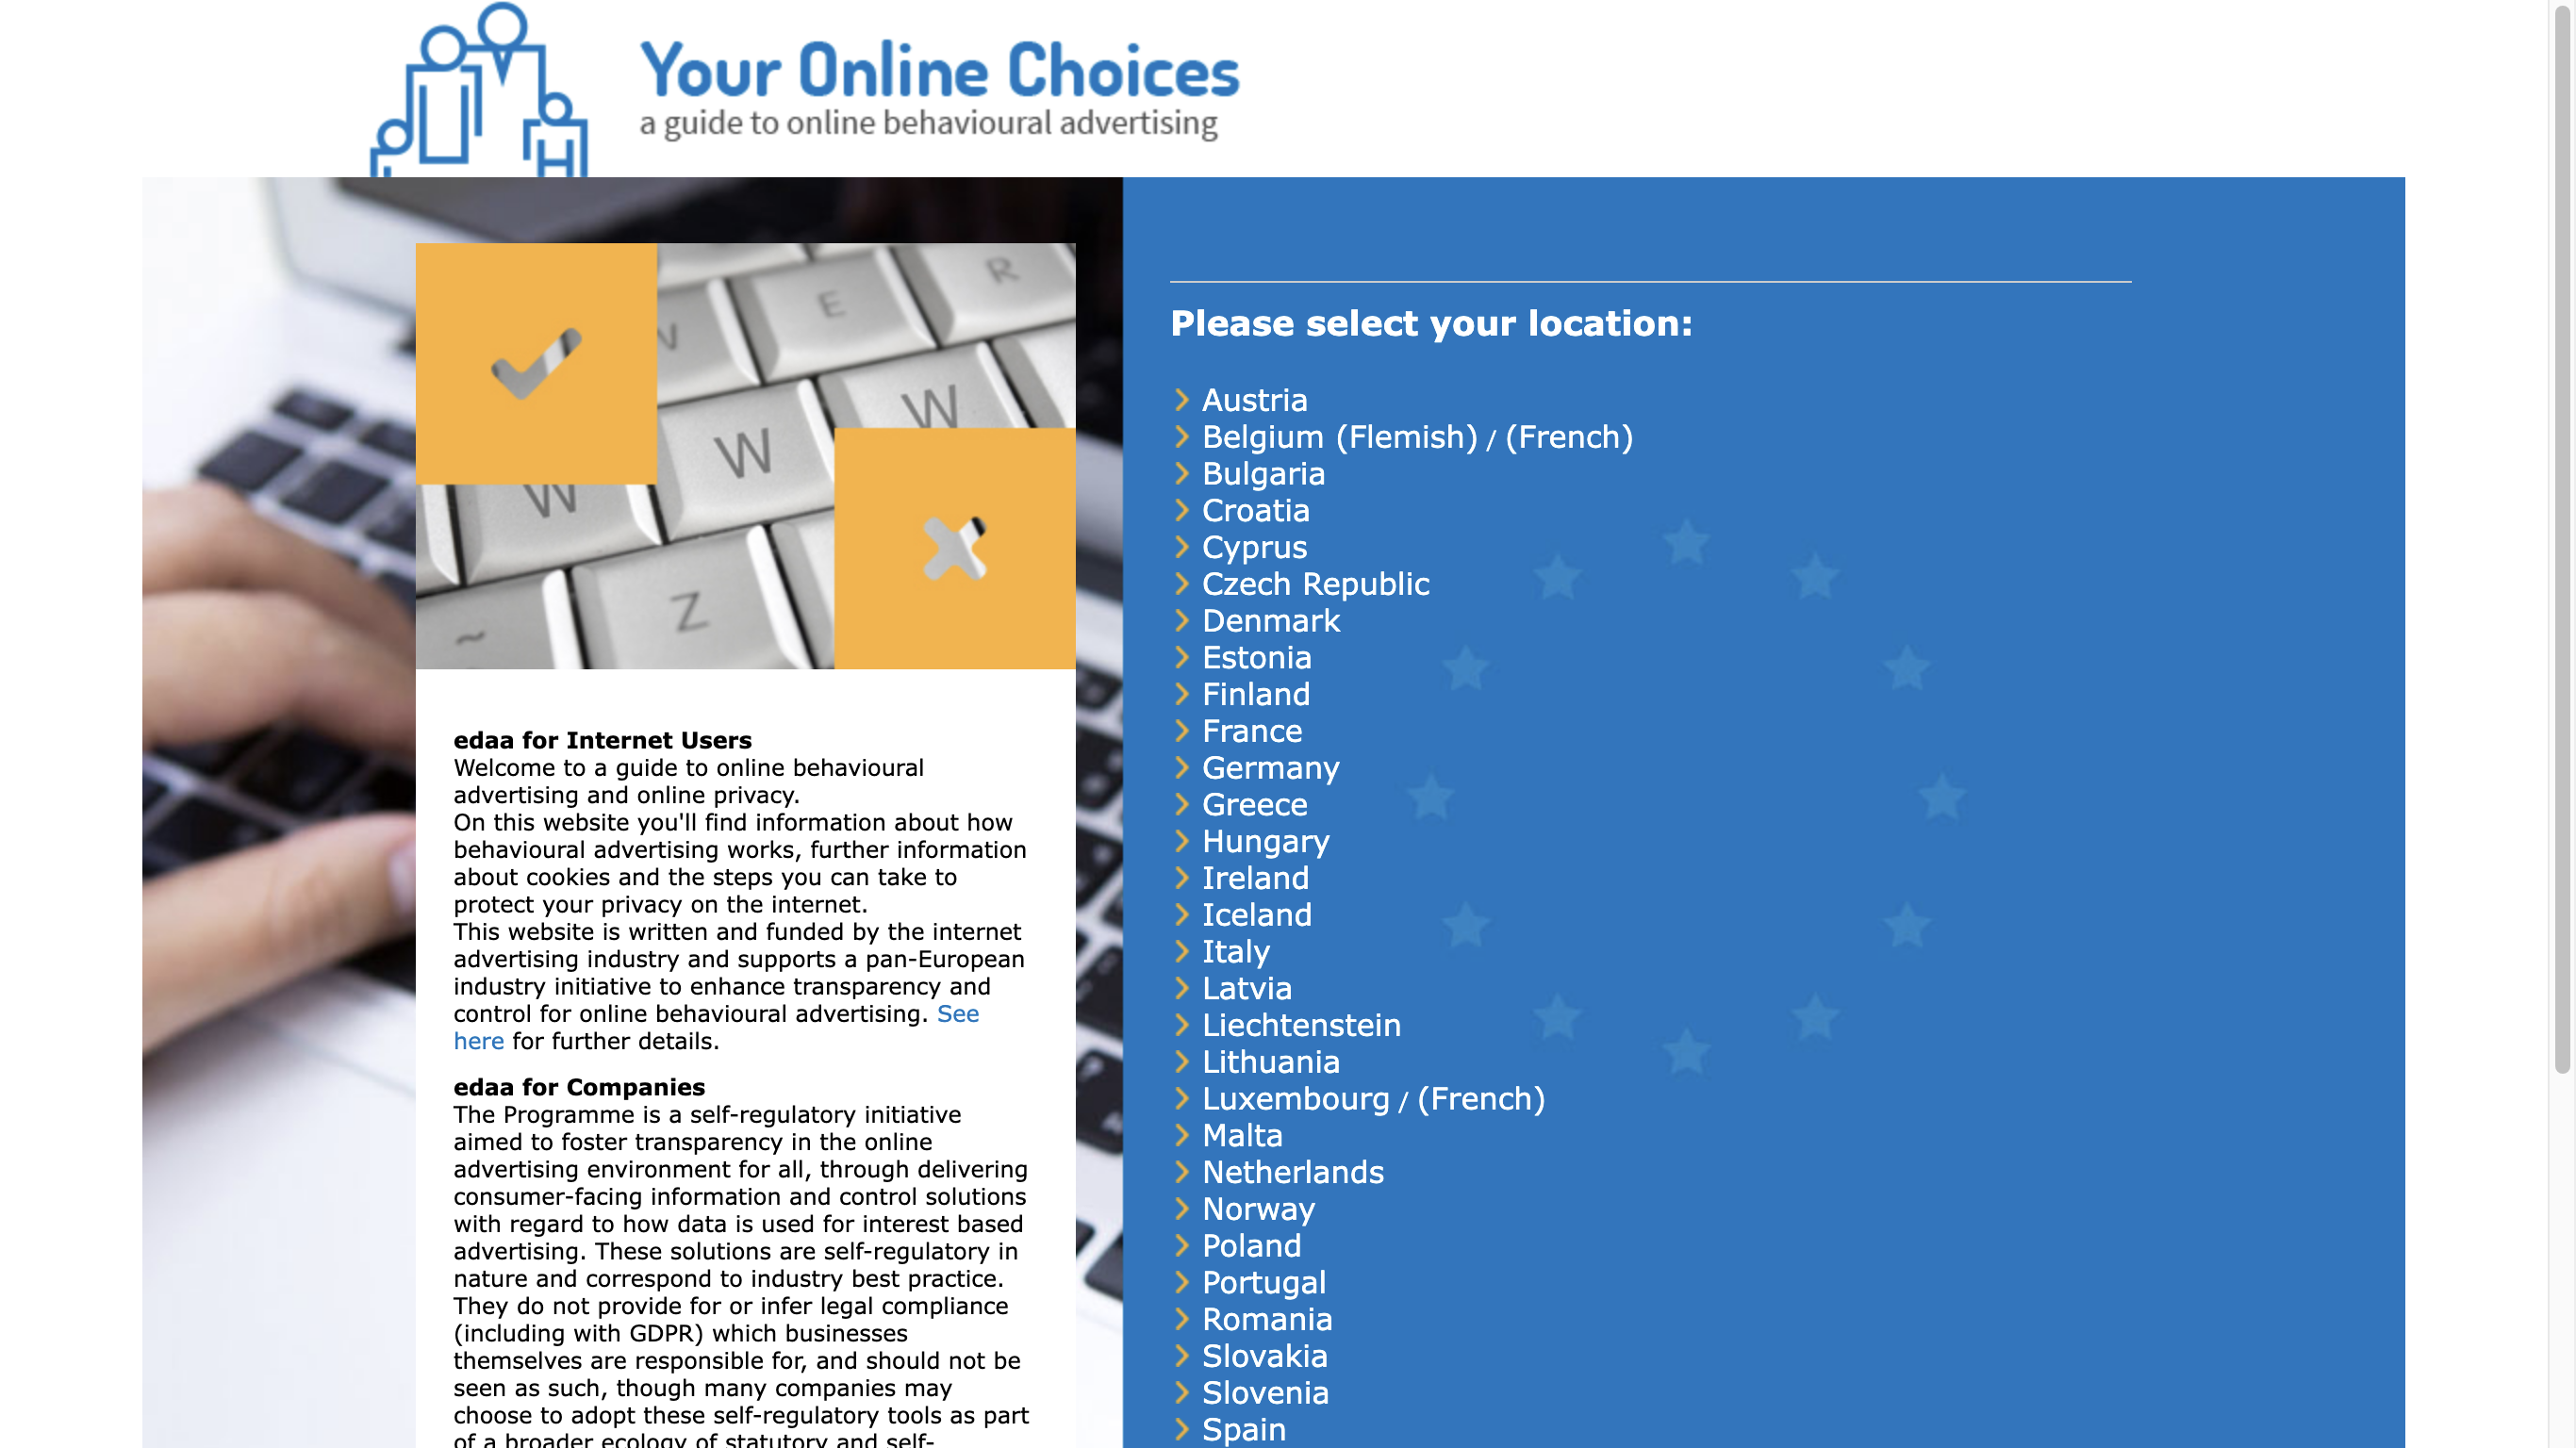 Your Online Choices
a guide to online behavioural advertising
E
R
W
W
W
Z
~
edaa for Internet Users
Welcome to a guide to online behavioural
advertising and online privacy.
On this website you'll find information about how
behavioural advertising works, further information
about cookies and the steps you can take to
protect your privacy on the internet.
This website is written and funded by the internet
advertising industry and supports a pan-European
industry initiative to enhance transparency and
control for online behavioural advertising. See
here for further details.
edaa for Companies
The Programme is a self-regulatory initiative
aimed to foster transparency in the online
advertising environment for all, through delivering
consumer-facing information and control solutions
with regard to how data is used for interest based
advertising. These solutions are self-regulatory in
nature and correspond to industry best practice.
They do not provide for or infer legal compliance
(including with GDPR) which businesses
themselves are responsible for, and should not be
seen as such, though many companies may
choose to adopt these self-regulatory tools as part
of a broader ecology of statutory and self-
Please select your location:
Austria
Belgium (Flemish) / (French)
Bulgaria
Croatia
Cyprus
Czech Republic
Denmark
Estonia
Finland
France
Germany
Greece
Hungary
Ireland
Iceland
Italy
Latvia
Liechtenstein
Lithuania
Luxembourg / (French)
Malta
Netherlands
Norway
Poland
Portugal
Romania
Slovakia
Slovenia
Spain